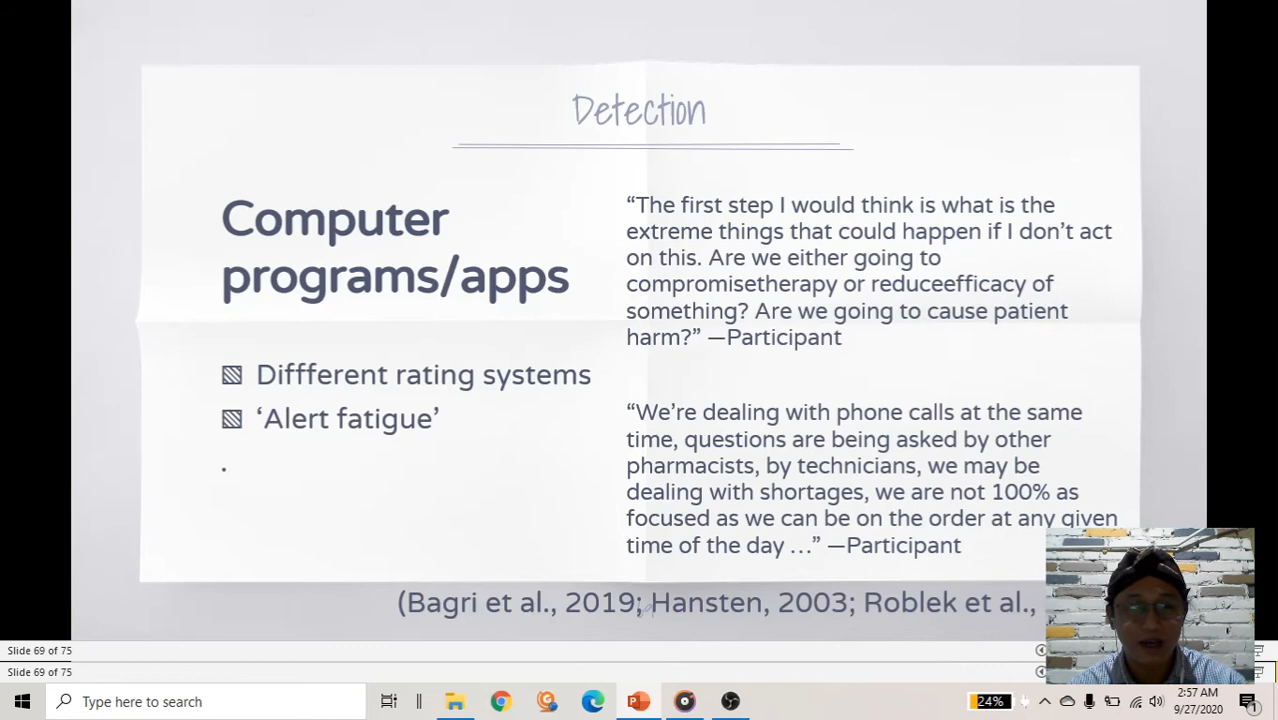 Detection
Computer
programs/apps
Diffferent rating systems
‘Alert fatigue’
.
“The first step I would think is what is the
extreme things that could happen if I don’t act
on this. Are we either going to
compromisetherapy or reduceefficacy of
something? Are we going to cause patient
harm?” —Participant
“We’re dealing with phone calls at the same
time, questions are being asked by other
pharmacists, by technicians, we may be
dealing with shortages, we are not 100% as
focused as we can be on the order at any given
time of the day …” —Participant
(Bagri et al., 2019; Hansten, 2003; Roblek et al.,
Slide 69 of 75
Slide 69 of 75
Type here to search
24%
2:57 AM
9/27/2020
1